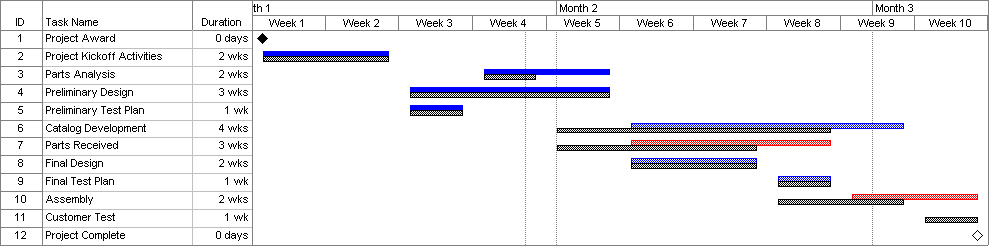 ID Task Name Duration th 1 Month 2 Month 3
Week 1 Week 2 Week 3 Week 4 Week 5 Week 6 Week 7 Week 8 Week 9 Week 10
1 Project Award 0 days
2 Project Kickoff Activities 2 wks
3 Parts Analysis 2 wks
4 Preliminary Design 3 wks
5 Preliminary Test Plan 1 wk
6 Catalog Development 4 wks
7 Parts Received 3 wks
8 Final Design 2 wks
9 Final Test Plan 1 wk
10 Assembly 2 wks
11 Customer Test 1 wk
12 Project Complete 0 days